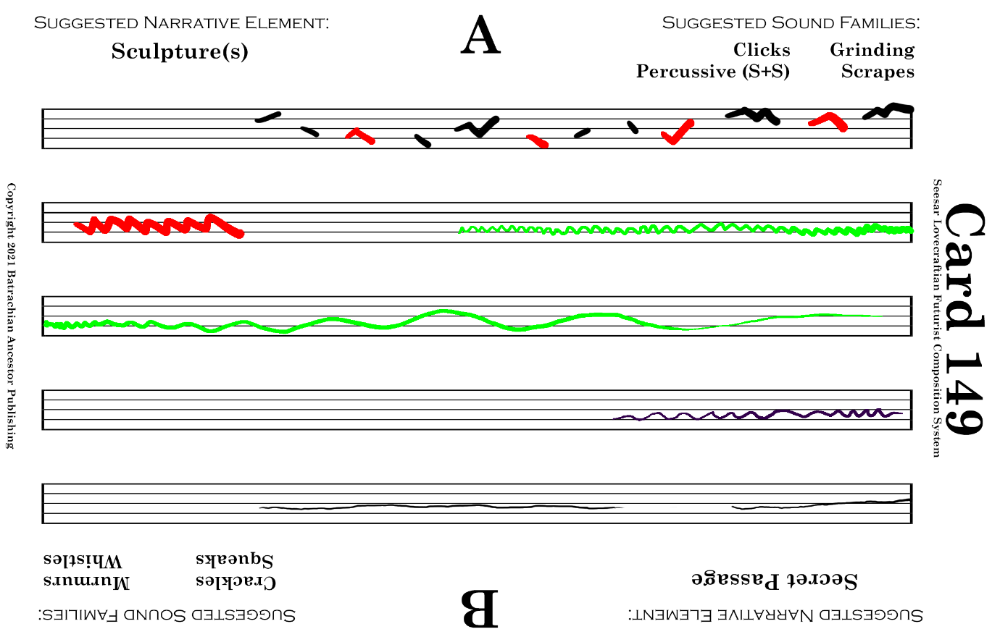 SUGGESTED NARRATIVE ELEMENT:
Sculpture(s)
A
SUGGESTED SOUND FAMILIES:
Clicks Grinding
Percussive (S+S) Scrapes
Copyright 2021 Batrachian Ancestor Publishing
Card 149
Seesar Lovecraftian Futurist Composition System
B
SUGGESTED NARRATIVE ELEMENT:
Secret Passage
SUGGESTED SOUND FAMILIES:
Crackles Murmurs
Squeaks Whistles